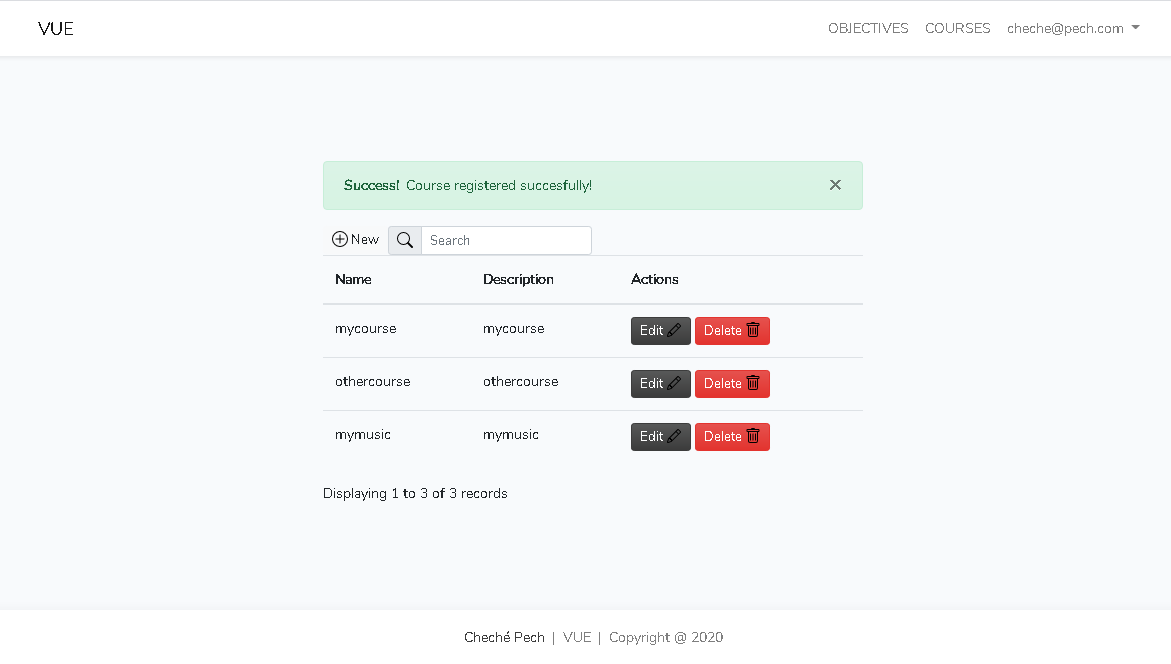 VUE OBJECTIVES COURSES cheche@pech.com
Success! Course registered succesfully!
New Search
Name Description Actions
mycourse mycourse Edit Delete
othercourse othercourse Edit Delete
mymusic mymusic Edit Delete
Displaying 1 to 3 of 3 records
Cheché Pech | VUE | Copyright @ 2020